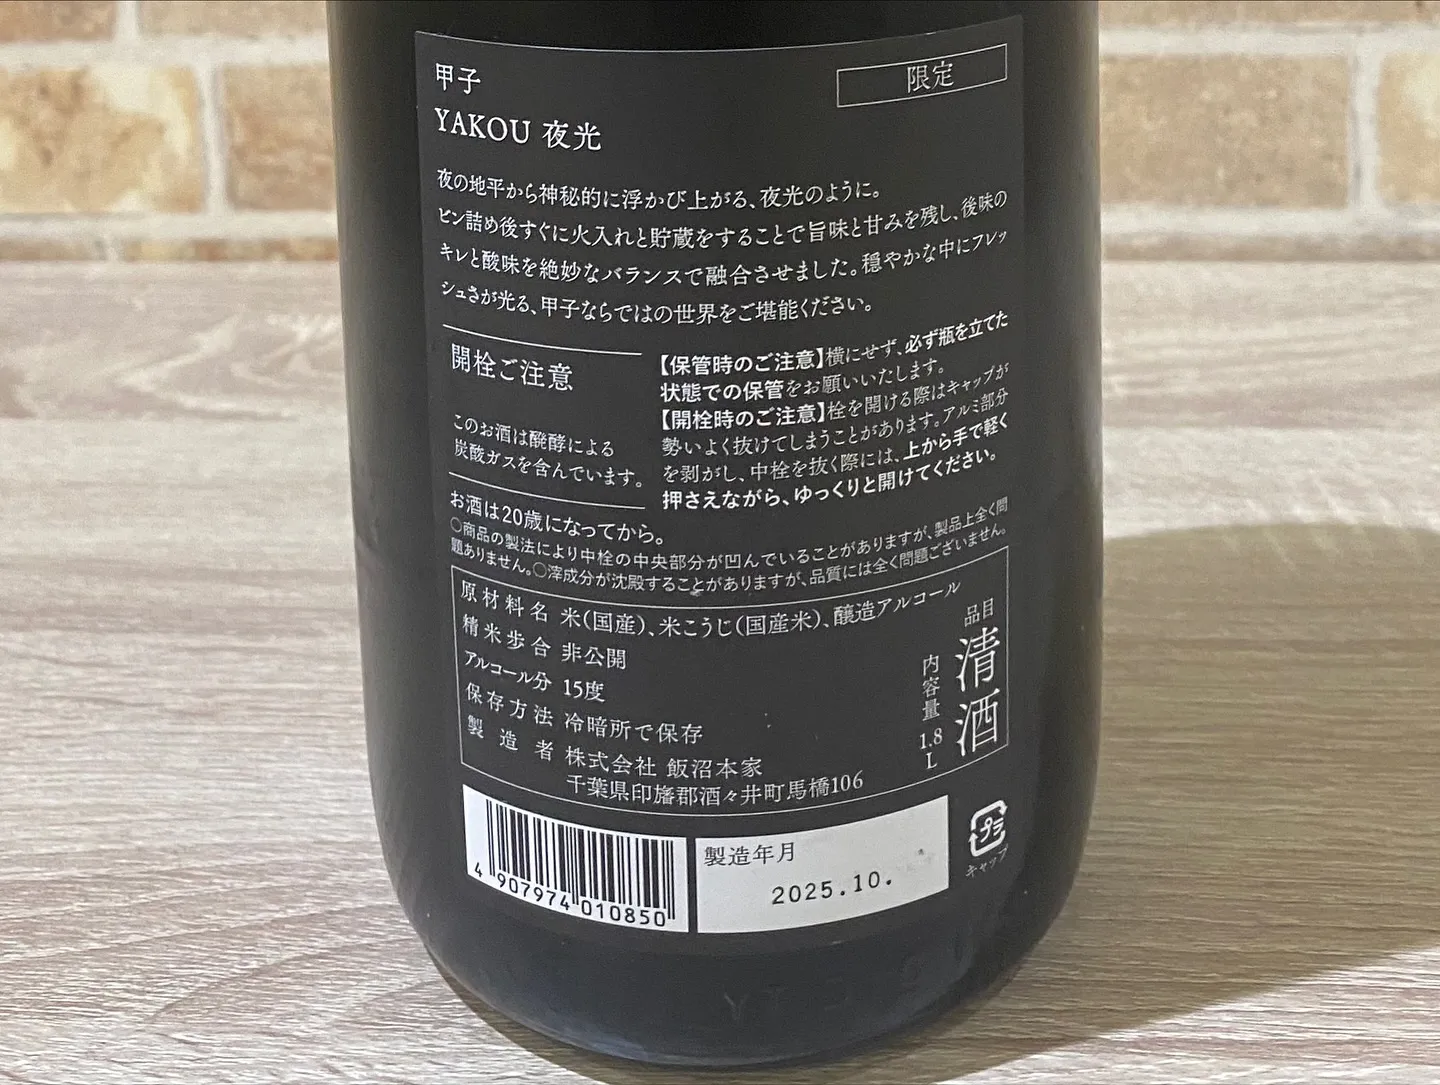 甲子
限定
YAKOU 夜光
夜の地平から神秘的に浮かび上がる、夜光のように。
ビン詰め後すぐに火入れと貯蔵をすることで旨味と甘みを残し、後味の
キレと酸味を絶妙なバランスで融合させました。穏やかな中にフレッ
シュさが光る、甲子ならではの世界をご堪能ください。
開栓ご注意
このお酒は醗酵による
炭酸ガスを含んでいます。
【保管時のご注意】横にせず、必ず瓶を立てた
状態での保管をお願いいたします。
【開栓時のご注意】栓を開ける際はキャップが
勢いよく抜けてしまうことがあります。アルミ部分
を剥がし、中栓を抜く際には、上から手で軽く
押さえながら、ゆっくりと開けてください。
お酒は20歳になってから。
○商品の製法により中栓の中央部分が凹んでいることがありますが、製品上全く問
題ありません。○滓成分が沈殿することがありますが、品質には全く問題ございません。
原材料名 米(国産)、米こうじ(国産米)、醸造アルコール
精米歩合 非公開
アルコール分 15度
保存方法 冷暗所で保存
製造者 株式会社 飯沼本家
千葉県印旛郡酒々井町馬橋106
品目
清酒
内容量 1.8L
4 907974 010850
製造年月
2025.10.
プラ
キャップ